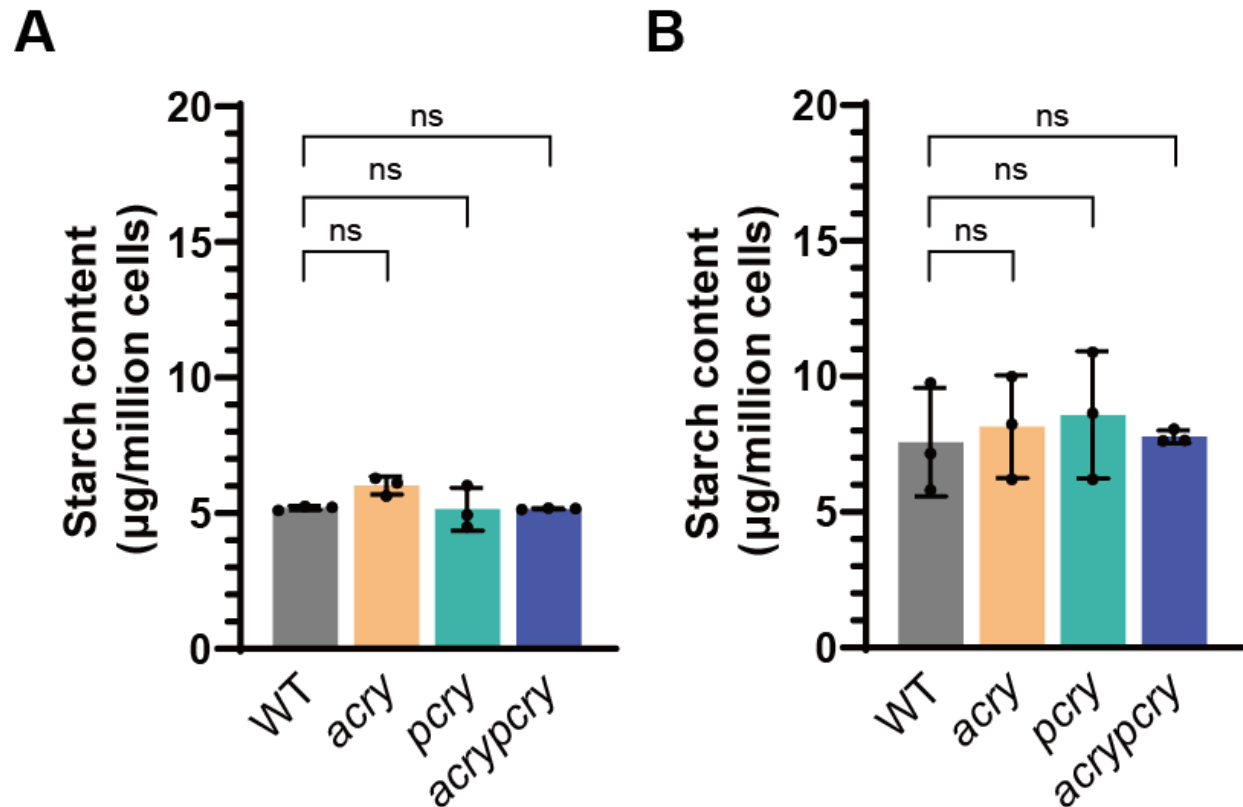 A
B
Starch content
(µg/million cells)
20
15
10
5
0
ns
ns
ns
WT
acry
pcry
acrypcry
Starch content
(µg/million cells)
20
15
10
5
0
ns
ns
ns
WT
acry
pcry
acrypcry